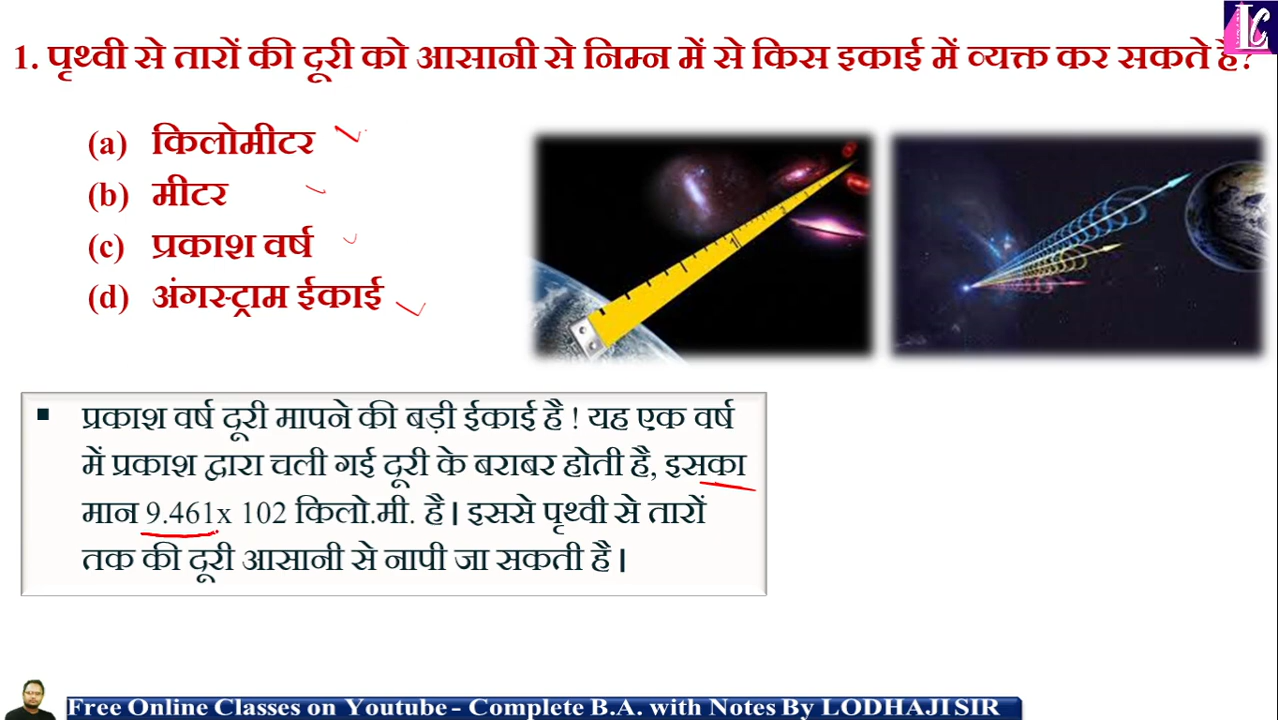 LC
1. पृथ्वी से तारों की दूरी को आसानी से निम्न में से किस इकाई में व्यक्त कर सकते है?
(a) किलोमीटर
(b) मीटर
(c) प्रकाश वर्ष
(d) अंगस्ट्राम ईकाई
▪ प्रकाश वर्ष दूरी मापने की बड़ी ईकाई है ! यह एक वर्ष
में प्रकाश द्वारा चली गई दूरी के बराबर होती है, इसका
मान 9.461x 102 किलो.मी. है। इससे पृथ्वी से तारों
तक की दूरी आसानी से नापी जा सकती है।
Free Online Classes on Youtube - Complete B.A. with Notes By LODHAJI SIR